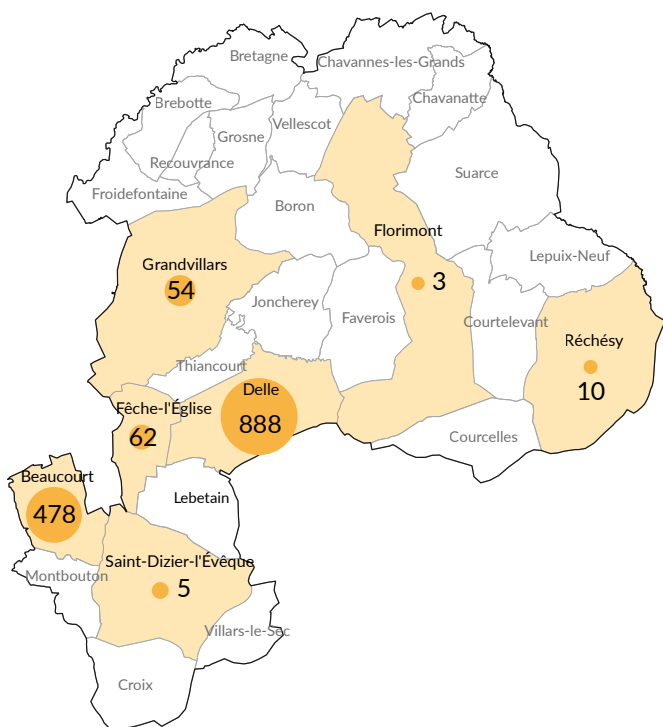 Bretagne
Chavannes-les-Grands
Chavanatte
Brebotte
Vellescot
Grosne
Recouvrance
Suarce
Froidefontaine
Boron
Florimont
Lepuix-Neuf
Grandvillars
54
3
Joncherey
Faverois
Courtelevant
Réchésy
10
Thiancourt
Delle
888
Fêche-l'Église
62
Courcelles
Beaucourt
478
Lebetain
Saint-Dizier-l'Évêque
5
Montbouton
Villars-le-Sec
Croix